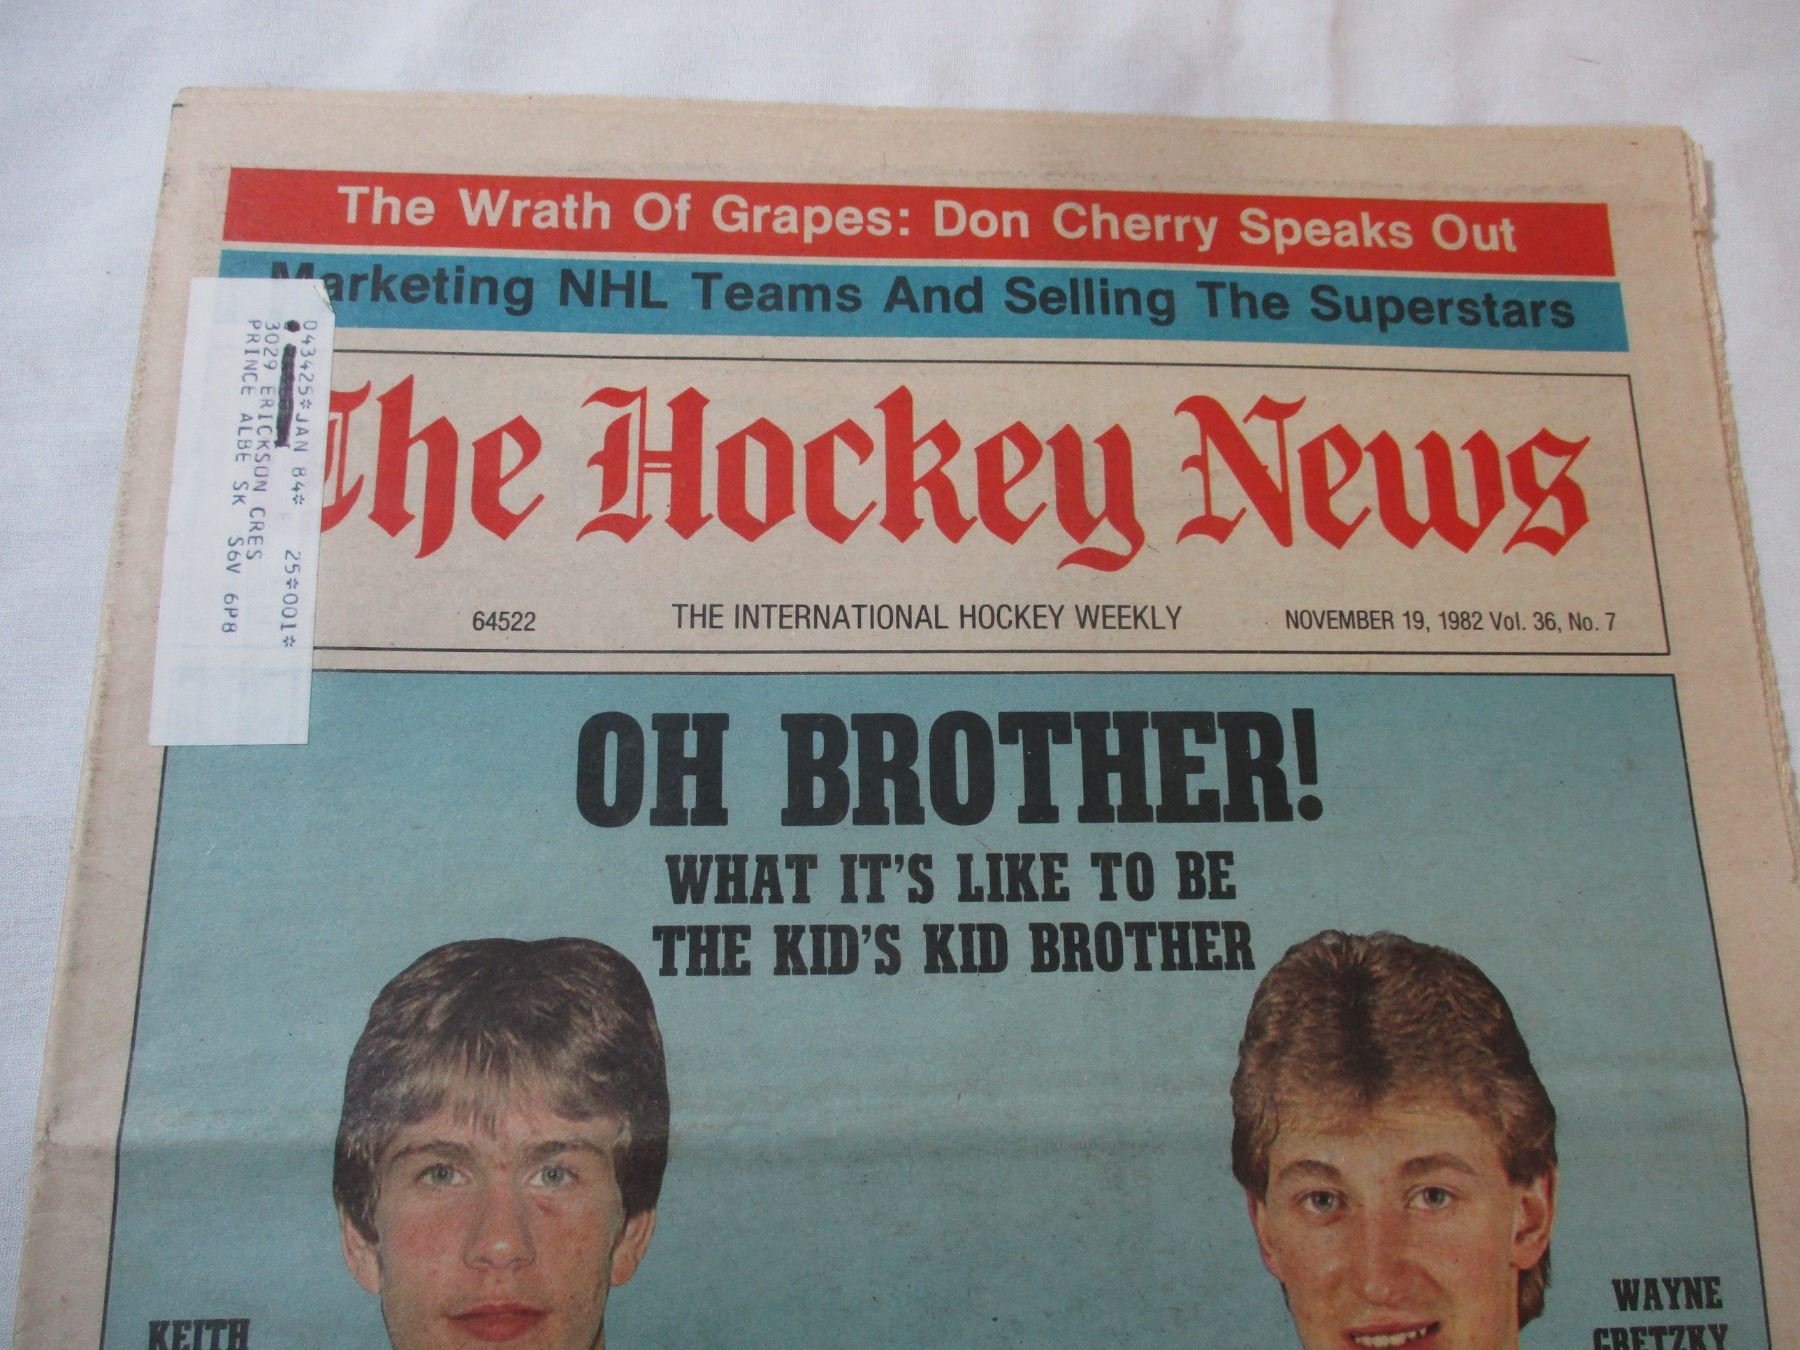 The Wrath Of Grapes: Don Cherry Speaks Out
Marketing NHL Teams And Selling The Superstars
043425*JAN 84* 25*001*
3029 ERICKSON CRES
PRINCE ALBE SK S6V 6P8
The Hockey News
64522
THE INTERNATIONAL HOCKEY WEEKLY
NOVEMBER 19, 1982 Vol. 36, No. 7
OH BROTHER!
WHAT IT'S LIKE TO BE
THE KID'S KID BROTHER
KEITH
WAYNE
GRETZKY